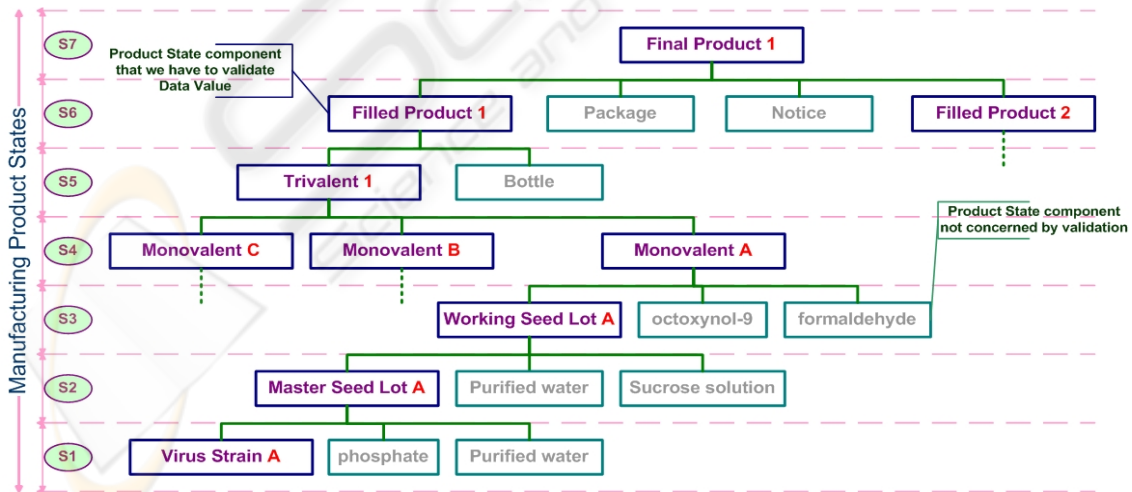 Manufacturing Product States
S7
Final Product 1
Product State component
that we have to validate
Data Value
S6
Filled Product 1
Package
Notice
Filled Product 2
S5
Trivalent 1
Bottle
Product State component
not concerned by validation
S4
Monovalent C
Monovalent B
Monovalent A
S3
Working Seed Lot A
octoxynol-9
formaldehyde
S2
Master Seed Lot A
Purified water
Sucrose solution
S1
Virus Strain A
phosphate
Purified water
Science and